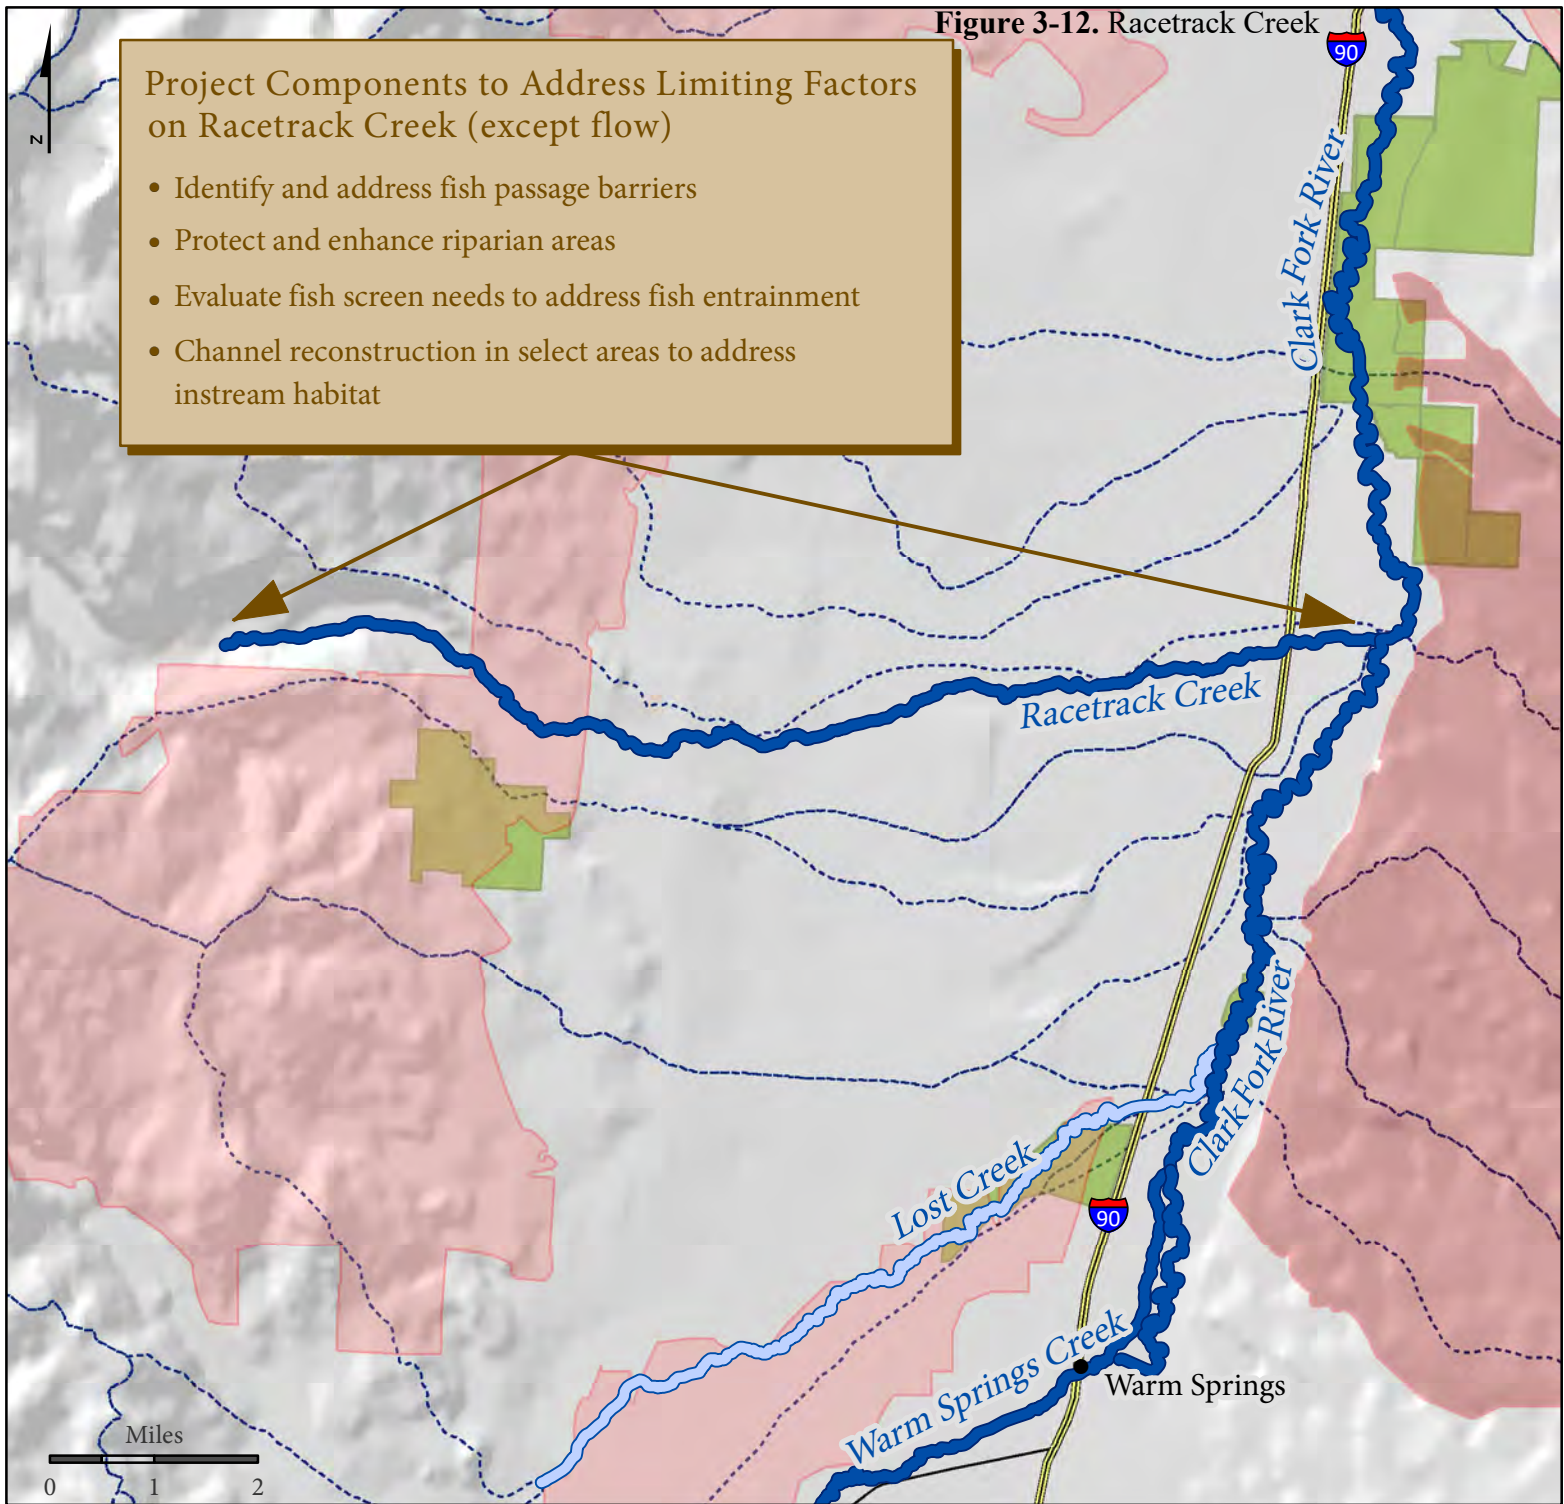 Figure 3-12. Racetrack Creek
90
N
Project Components to Address Limiting Factors
on Racetrack Creek (except flow)
• Identify and address fish passage barriers
• Protect and enhance riparian areas
• Evaluate fish screen needs to address fish entrainment
• Channel reconstruction in select areas to address
instream habitat
Clark Fork River
Racetrack Creek
Clark Fork River
Lost Creek
90
Warm Springs Creek
Warm Springs
Miles
0 1 2